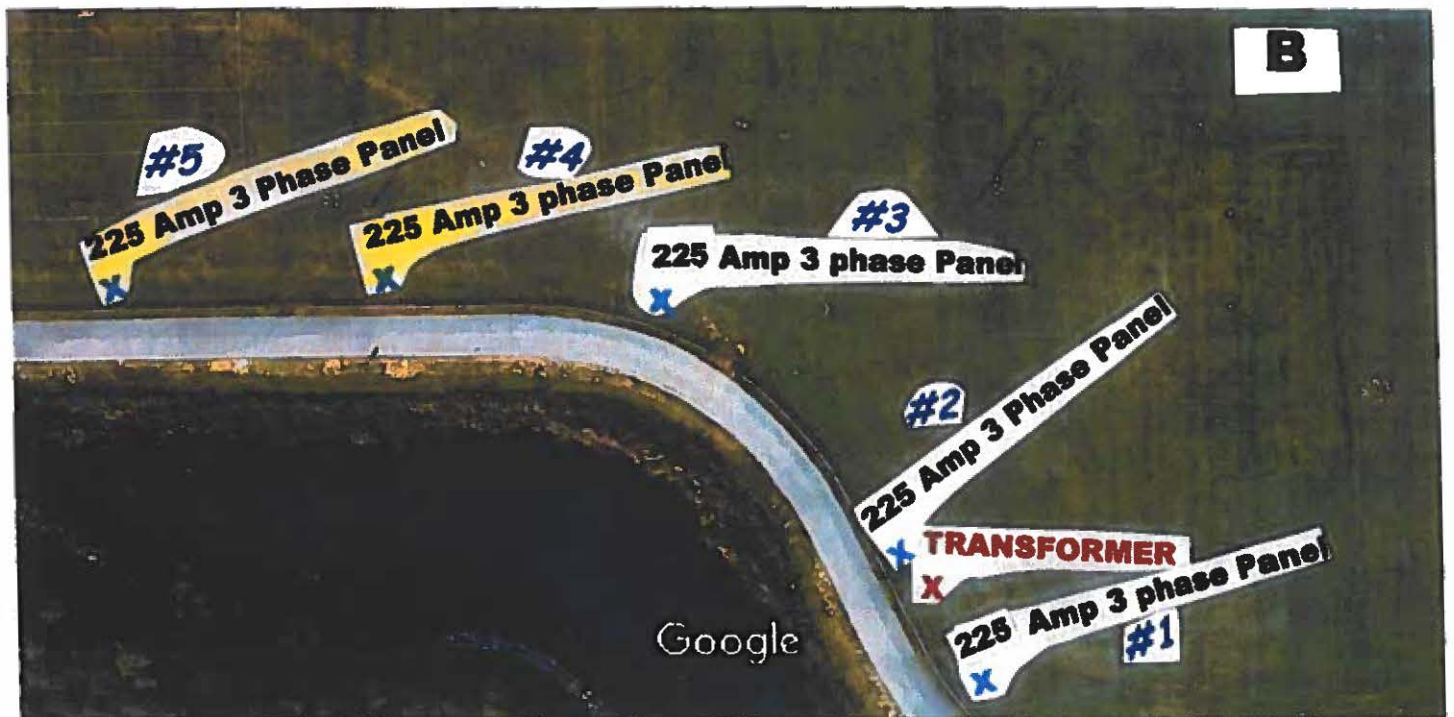 B
#5
225 Amp 3 Phase Panel
X
#4
225 Amp 3 phase Panel
X
#3
225 Amp 3 phase Panel
X
#2
225 Amp 3 Phase Panel
X
TRANSFORMER
X
225 Amp 3 phase Panel
#1
X
Google